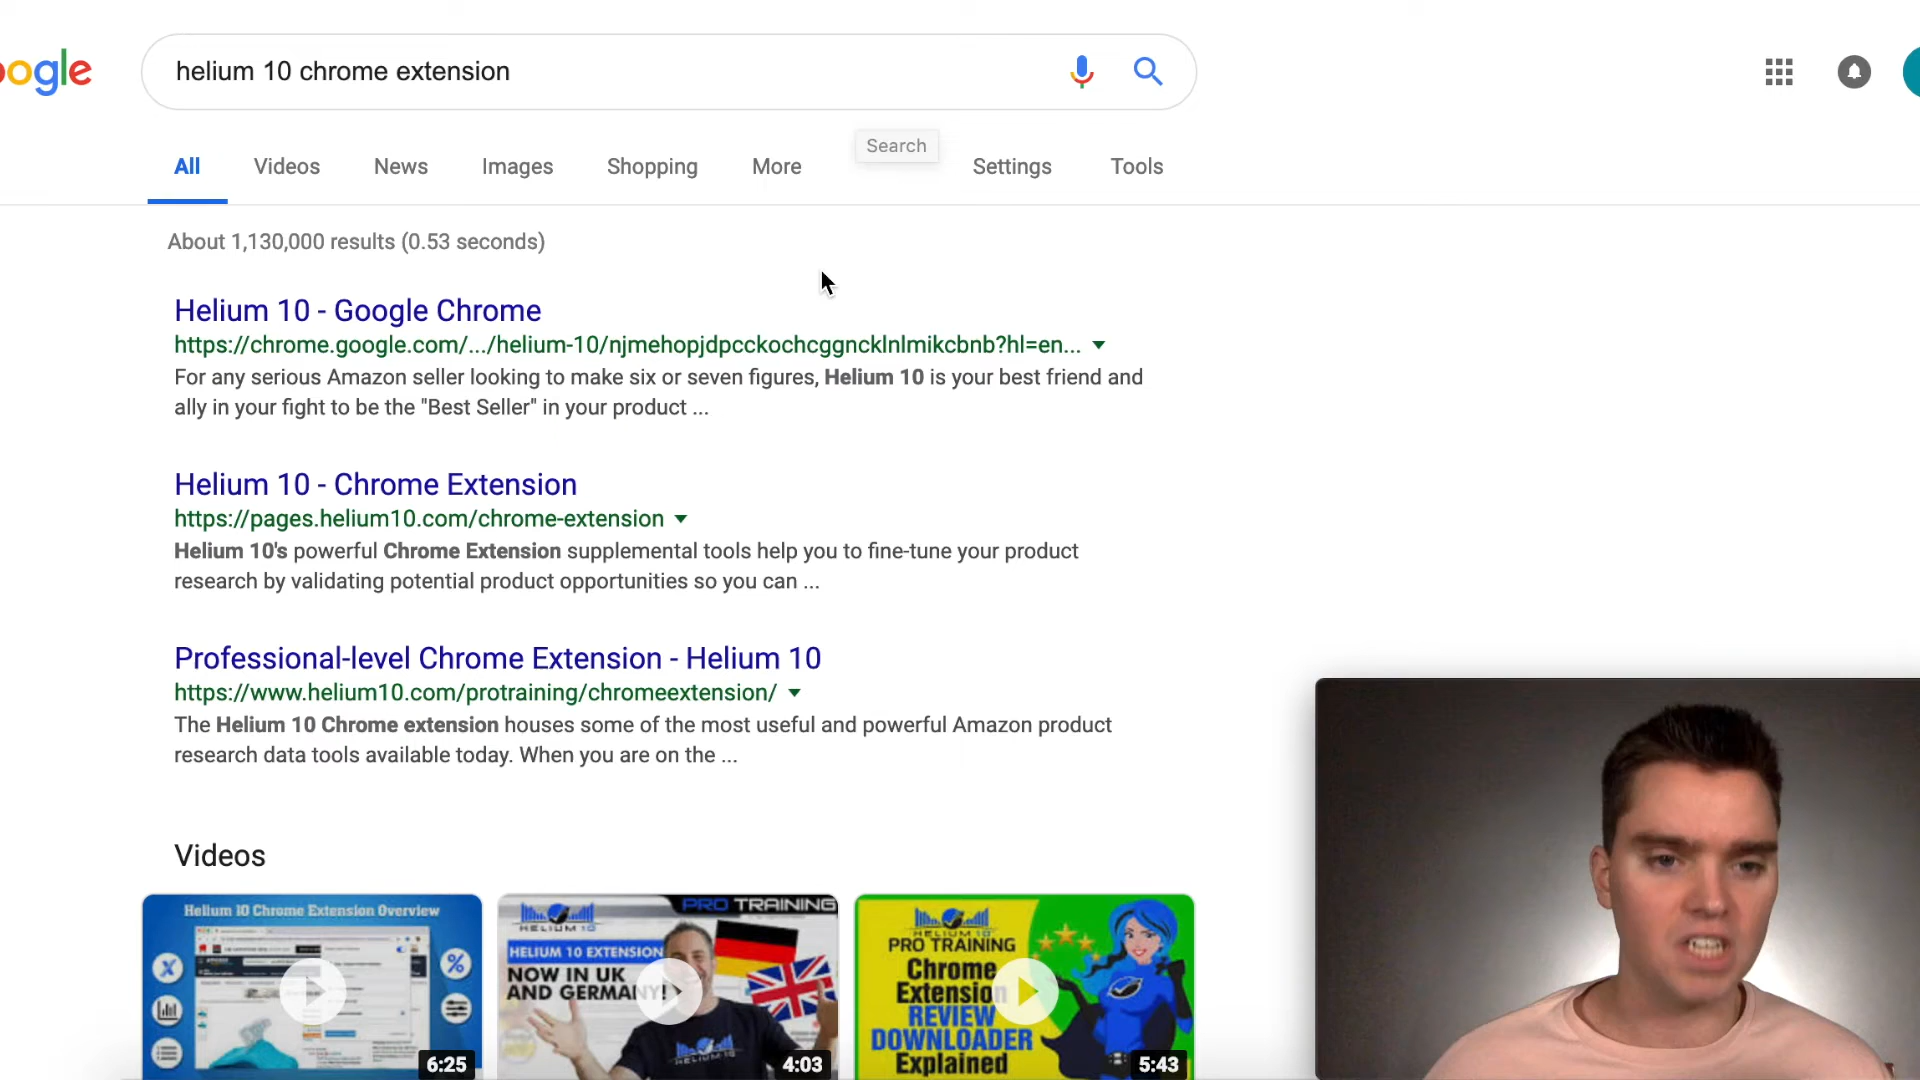 oogle
helium 10 chrome extension
Search
All Videos News Images Shopping More Settings Tools
About 1,130,000 results (0.53 seconds)
Helium 10 - Google Chrome
https://chrome.google.com/.../helium-10/njmehopjdpcckochcggncklnlmikcbnb?hl=en...
For any serious Amazon seller looking to make six or seven figures, Helium 10 is your best friend and
ally in your fight to be the "Best Seller" in your product ...
Helium 10 - Chrome Extension
https://pages.helium10.com/chrome-extension
Helium 10's powerful Chrome Extension supplemental tools help you to fine-tune your product
research by validating potential product opportunities so you can ...
Professional-level Chrome Extension - Helium 10
https://www.helium10.com/protraining/chromeextension/
The Helium 10 Chrome extension houses some of the most useful and powerful Amazon product
research data tools available today. When you are on the ...
Videos
Helium 10 Chrome Extension Overview
6:25
HELIUM 10
PRO TRAINING
HELIUM 10 EXTENSION
NOW IN UK
AND GERMANY!
HELIUM 10
4:03
HELIUM 10
PRO TRAINING
Chrome
Extension
REVIEW
DOWNLOADER
Explained
5:43